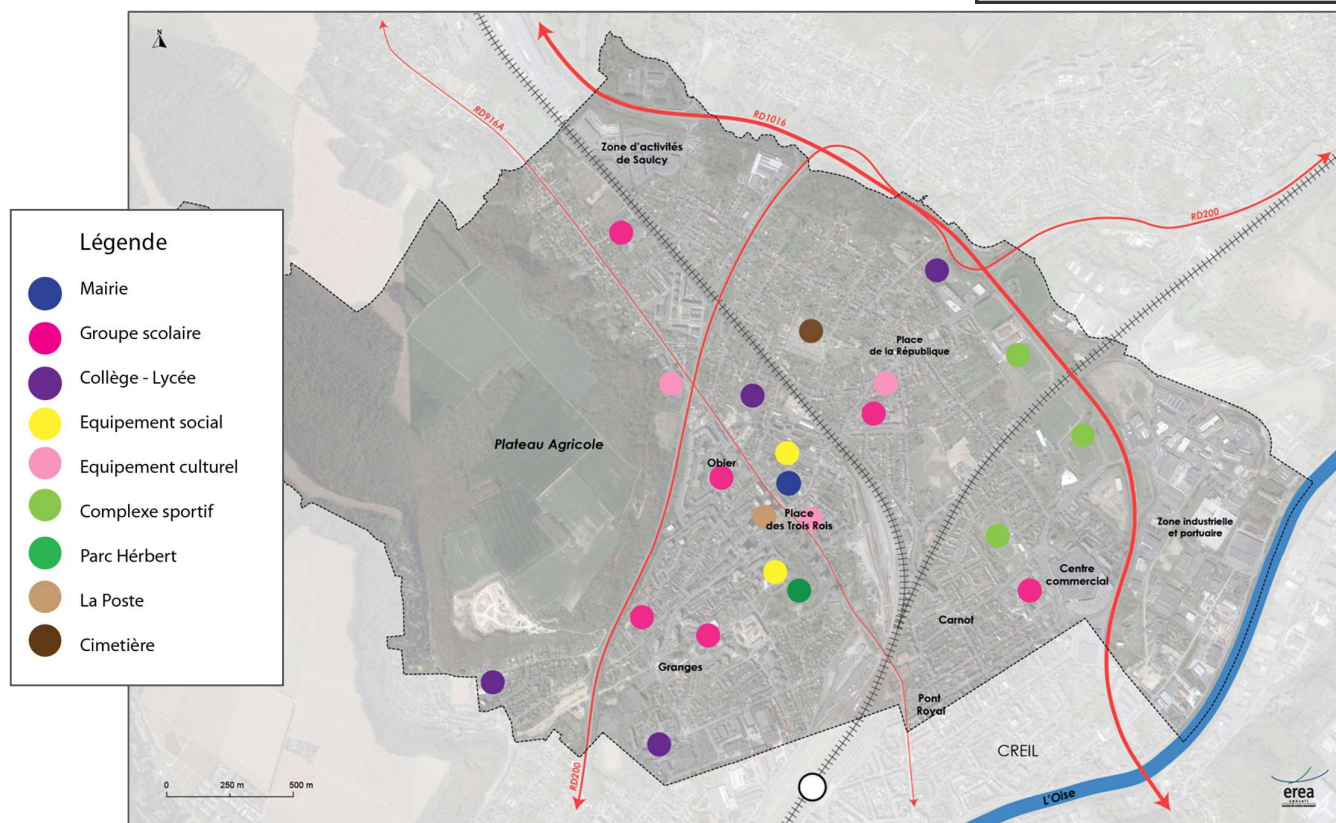 N
RD916A
RD1016
Zone d'activités
de Saulcy
RD200
Légende
Mairie
Groupe scolaire
Collège - Lycée
Equipement social
Equipement culturel
Complexe sportif
Parc Hérbert
La Poste
Cimetière
Place
de la République
Plateau Agricole
Obier
Place
des Trois Rois
Zone industrielle
et portuaire
Centre
commercial
Carnot
Granges
Pont
Royal
CREIL
RD200
L'Oise
0 250 m 500 m
erea
conseil